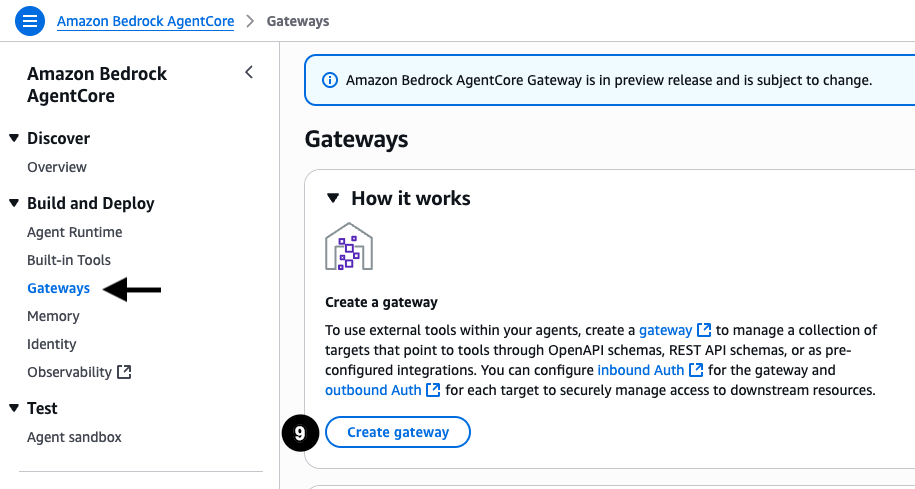 Amazon Bedrock AgentCore > Gateways
Amazon Bedrock
AgentCore
Discover
Overview
Build and Deploy
Agent Runtime
Built-in Tools
Gateways
Memory
Identity
Observability
Test
Agent sandbox
Amazon Bedrock AgentCore Gateway is in preview release and is subject to change.
Gateways
How it works
Create a gateway
To use external tools within your agents, create a gateway to manage a collection of
targets that point to tools through OpenAPI schemas, REST API schemas, or as pre-
configured integrations. You can configure inbound Auth for the gateway and
outbound Auth for each target to securely manage access to downstream resources.
9 Create gateway